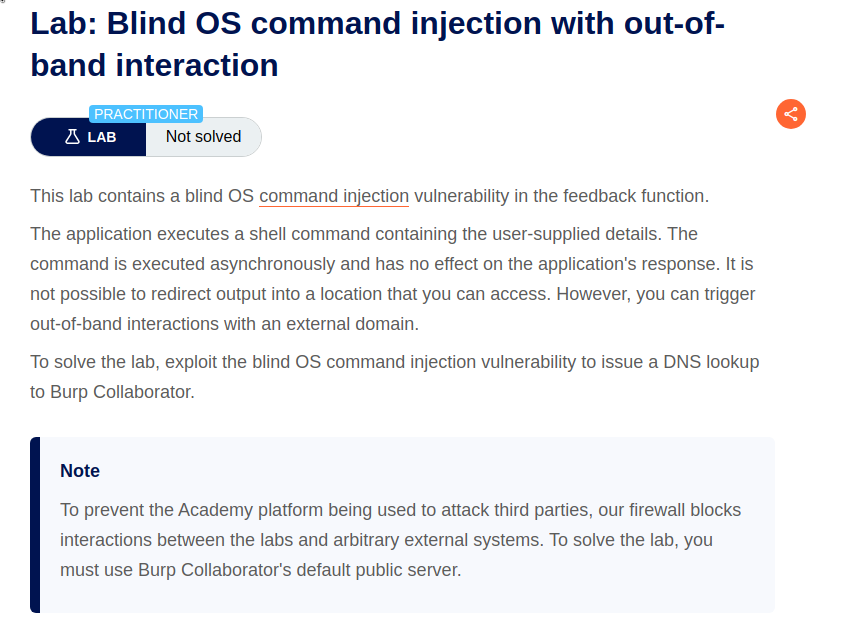 Lab: Blind OS command injection with out-of-
band interaction
PRACTITIONER
LAB
Not solved
This lab contains a blind OS command injection vulnerability in the feedback function.
The application executes a shell command containing the user-supplied details. The
command is executed asynchronously and has no effect on the application's response. It is
not possible to redirect output into a location that you can access. However, you can trigger
out-of-band interactions with an external domain.
To solve the lab, exploit the blind OS command injection vulnerability to issue a DNS lookup
to Burp Collaborator.
Note
To prevent the Academy platform being used to attack third parties, our firewall blocks
interactions between the labs and arbitrary external systems. To solve the lab, you
must use Burp Collaborator's default public server.